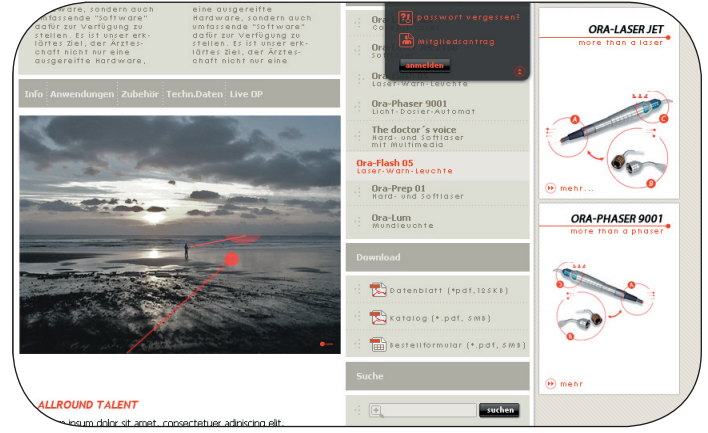 ware, sondern auch
umfassende "Software"
dafür zur Verfügung zu
stellen. Es ist unser erk-
lärtes Ziel, der Ärztes-
chaft nicht nur eine
ausgereifte Hardware,
eine ausgereifte
Hardware, sondern auch
umfassende "Software"
dafür zur Verfügung zu
stellen. Es ist unser erk-
lärtes Ziel, der Ärztes-
chaft nicht nur eine
Info
Anwendungen
Zubehör
Techn.Daten
Live OP
ALLROUND TALENT
ipsum dolor sit amet, consectetuer adipiscing elit.
Ora
Ora
Ora
Laser-Warn-Leuchte
Ora-Phaser 9001
Licht-Dosier-Automat
The doctor´s voice
Hard- und Softlaser
mit Multimedia
Ora-Flash 05
Laser-Warn-Leuchte
Ora-Prep 01
Hard- und Softlaser
Ora-Lum
Mundleuchte
passwort vergessen?
mitgliedsantrag
anmelden
Download
Datenblatt (*pdf,125KB)
Katalog (*.pdf, 5MB)
Bestellformular (*.pdf, 5MB)
Suche
suchen
ORA-LASER JET
more than a laser
A
C
B
mehr...
ORA-PHASER 9001
more than a phaser
C
A
B
mehr